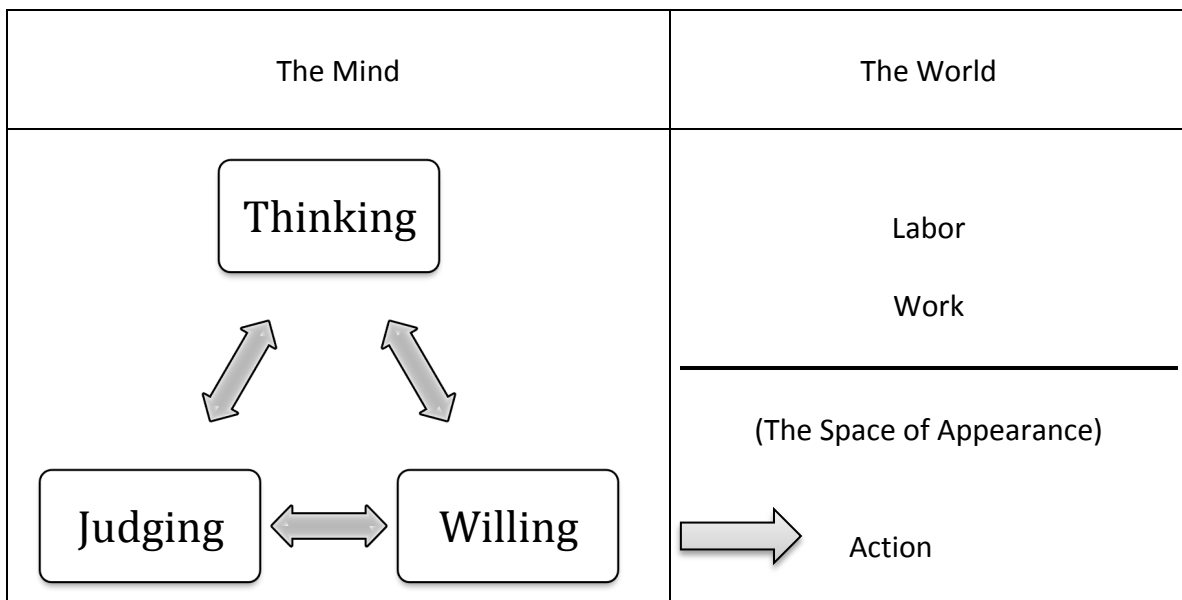 The Mind
The World
Thinking
Judging
Willing
Labor
Work
(The Space of Appearance)
Action